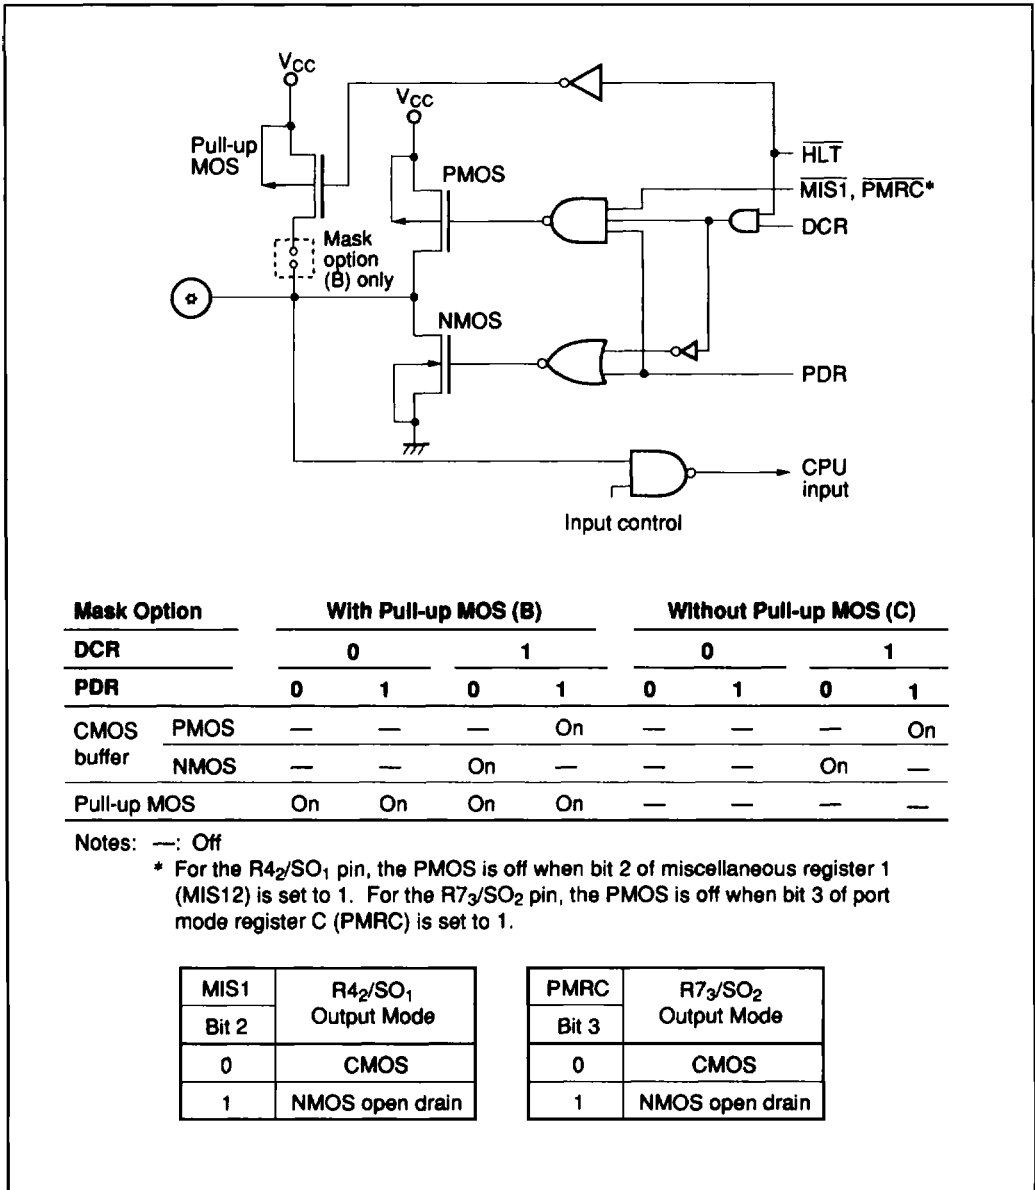 VCC
VCC
Pull-up
MOS
PMOS
HLT
MIS1, PMRC*
DCR
Mask
option
(B) only
NMOS
PDR
CPU
input
Input control
Mask Option With Pull-up MOS (B) Without Pull-up MOS (C)
DCR 0 1 0 1
PDR 0 1 0 1 0 1 0 1
CMOS buffer PMOS — — — On — — — On
NMOS — — On — — — On —
Pull-up MOS On On On On — — — —
Notes: —: Off
* For the R4₂/SO₁ pin, the PMOS is off when bit 2 of miscellaneous register 1
(MIS12) is set to 1. For the R7₃/SO₂ pin, the PMOS is off when bit 3 of port
mode register C (PMRC) is set to 1.
MIS1 R4₂/SO₁
Bit 2 Output Mode
0 CMOS
1 NMOS open drain
PMRC R7₃/SO₂
Bit 3 Output Mode
0 CMOS
1 NMOS open drain